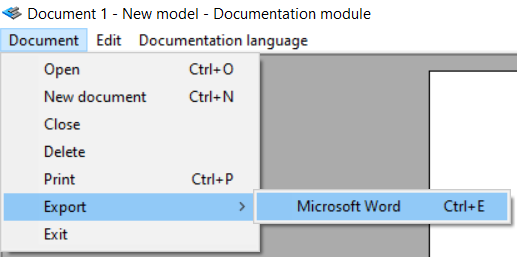 Document 1 - New model - Documentation module
Document Edit Documentation language
Open Ctrl+O
New document Ctrl+N
Close
Delete
Print Ctrl+P
Export > Microsoft Word Ctrl+E
Exit